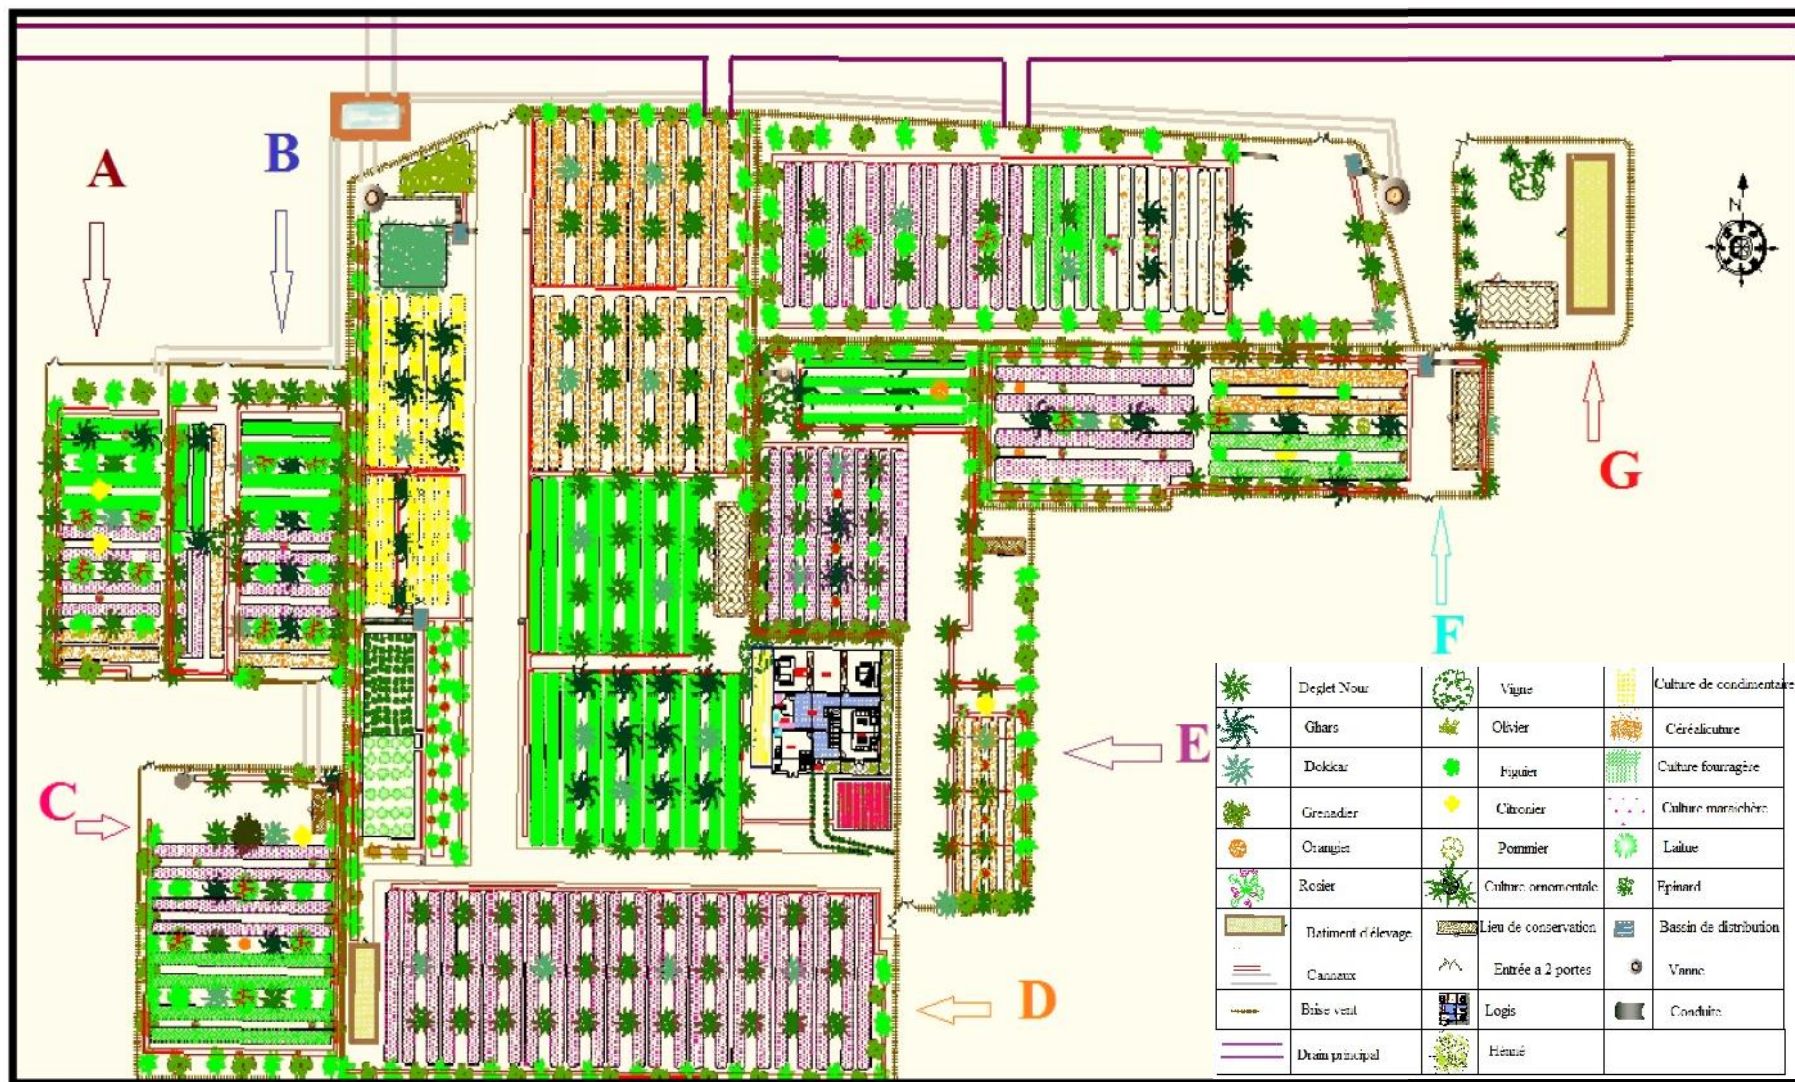 A
B
N
G
F
E
C
D
Deglet Nour
Vigne
Culture de condimentaire
Ghars
Olivier
Céréalicuture
Dokkar
Figuier
Culture fourragère
Grenadier
Citronier
Culture maraichère
Orangier
Pommier
Laitue
Rosier
Culture ornementale
Epinard
Batiment d'élevage
Lieu de conservation
Bassin de distribution
Cannaux
Entrée a 2 portes
Vanne
Brise vent
Logis
Conduite
Drain principal
Hénné